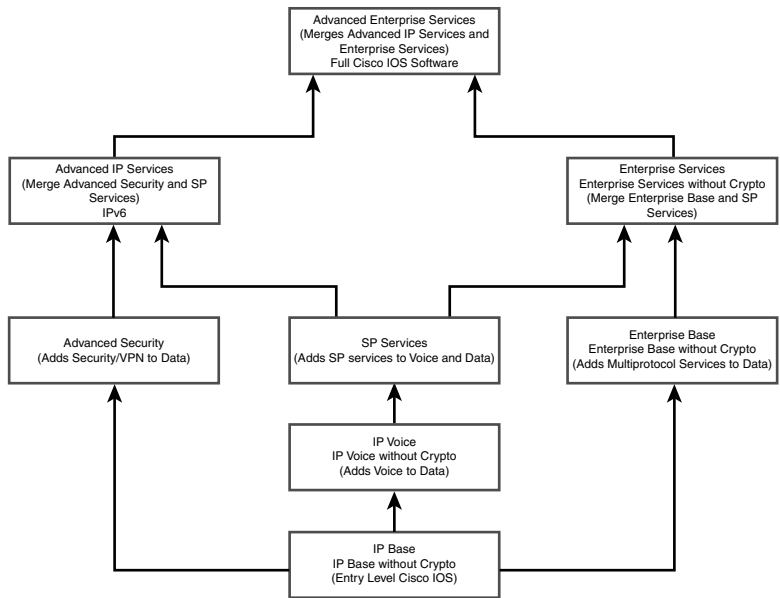 Advanced Enterprise Services
(Merges Advanced IP Services and
Enterprise Services)
Full Cisco IOS Software
Advanced IP Services
(Merge Advanced Security and SP
Services)
IPv6
Enterprise Services
Enterprise Services without Crypto
(Merge Enterprise Base and SP
Services)
Advanced Security
(Adds Security/VPN to Data)
SP Services
(Adds SP services to Voice and Data)
Enterprise Base
Enterprise Base without Crypto
(Adds Multiprotocol Services to Data)
IP Voice
IP Voice without Crypto
(Adds Voice to Data)
IP Base
IP Base without Crypto
(Entry Level Cisco IOS)